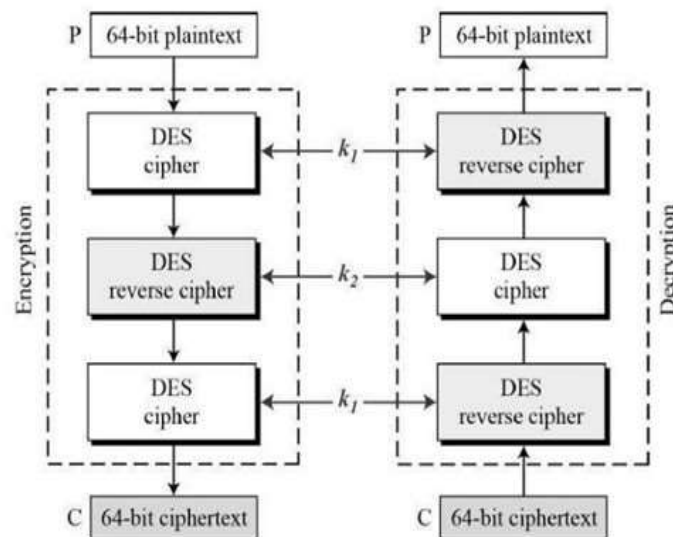 P 64-bit plaintext
Encryption
DES
cipher
DES
reverse cipher
DES
cipher
C 64-bit ciphertext
k1
k2
k1
P 64-bit plaintext
DES
reverse cipher
DES
cipher
DES
reverse cipher
Decryption
C 64-bit ciphertext